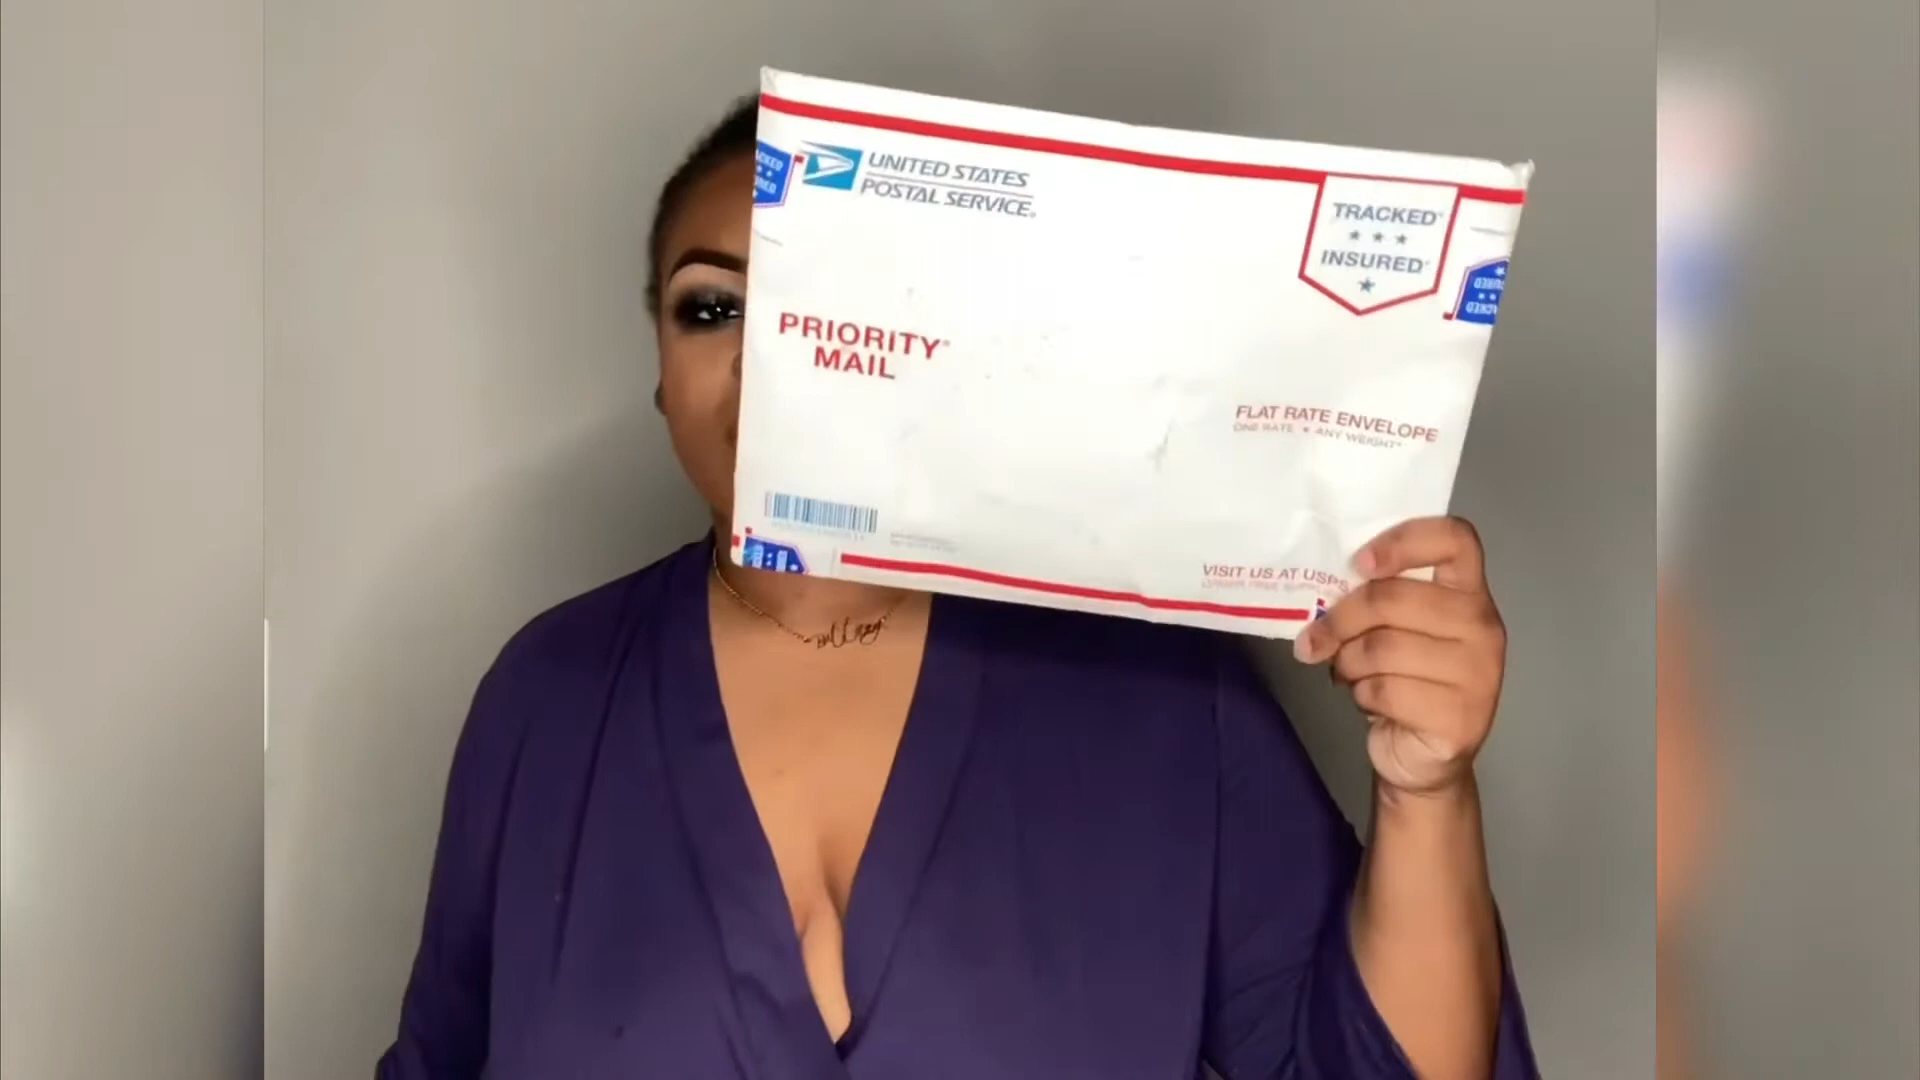 UNITED STATES
POSTAL SERVICE®
TRACKED
INSURED
PRIORITY
MAIL
FLAT RATE ENVELOPE
ONE RATE ★ ANY WEIGHT
VISIT US AT USPS